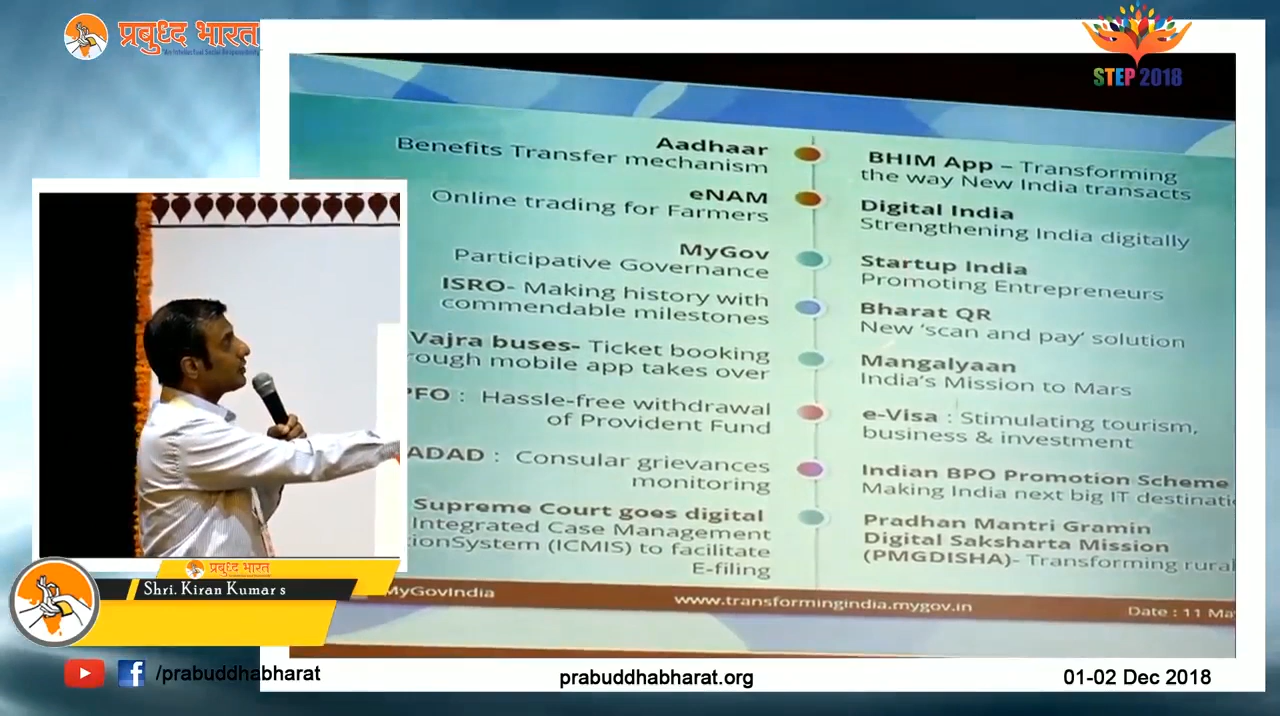 प्रबुध्द भारत
An Intellectual Social Responsibility
STEP 2018
Aadhaar
Benefits Transfer mechanism
eNAM
Online trading for Farmers
MyGov
Participative Governance
ISRO- Making history with
commendable milestones
Vajra buses- Ticket booking
rough mobile app takes over
PFO : Hassle-free withdrawal
of Provident Fund
ADAD : Consular grievances
monitoring
Supreme Court goes digital
Integrated Case Management
tionSystem (ICMIS) to facilitate
E-filing
BHIM App – Transforming
the way New India transacts
Digital India
Strengthening India digitally
Startup India
Promoting Entrepreneurs
Bharat QR
New ‘scan and pay’ solution
Mangalyaan
India's Mission to Mars
e-Visa : Stimulating tourism,
business & investment
Indian BPO Promotion Scheme
Making India next big IT destinati
Pradhan Mantri Gramin
Digital Saksharta Mission
(PMGDISHA)- Transforming rural
MyGovIndia
www.transformingindia.mygov.in
Date : 11 Ma
प्रबुध्द भारत
Shri. Kiran Kumar s
/prabuddhabharat
prabuddhabharat.org
01-02 Dec 2018